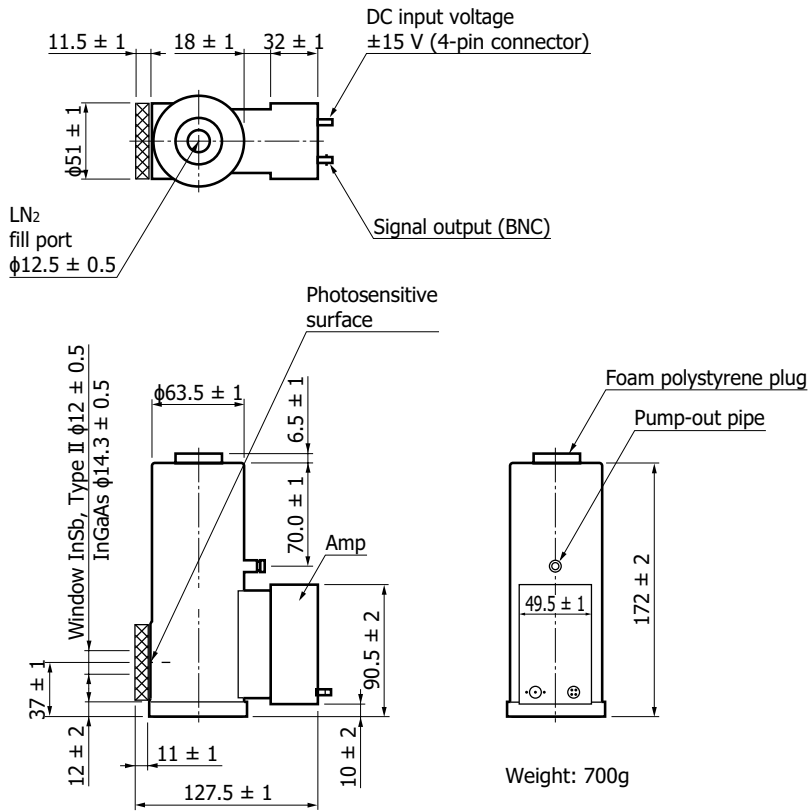 DC input voltage
±15 V (4-pin connector)
11.5 ± 1
18 ± 1
32 ± 1
ϕ51 ± 1
LN₂
fill port
ϕ12.5 ± 0.5
Signal output (BNC)
Photosensitive
surface
Window InSb, Type Ⅱ ϕ12 ± 0.5
InGaAs ϕ14.3 ± 0.5
ϕ63.5 ± 1
6.5 ± 1
70.0 ± 1
Amp
90.5 ± 2
37 ± 1
12 ± 2
11 ± 1
127.5 ± 1
10 ± 2
Foam polystyrene plug
Pump-out pipe
49.5 ± 1
172 ± 2
Weight: 700g